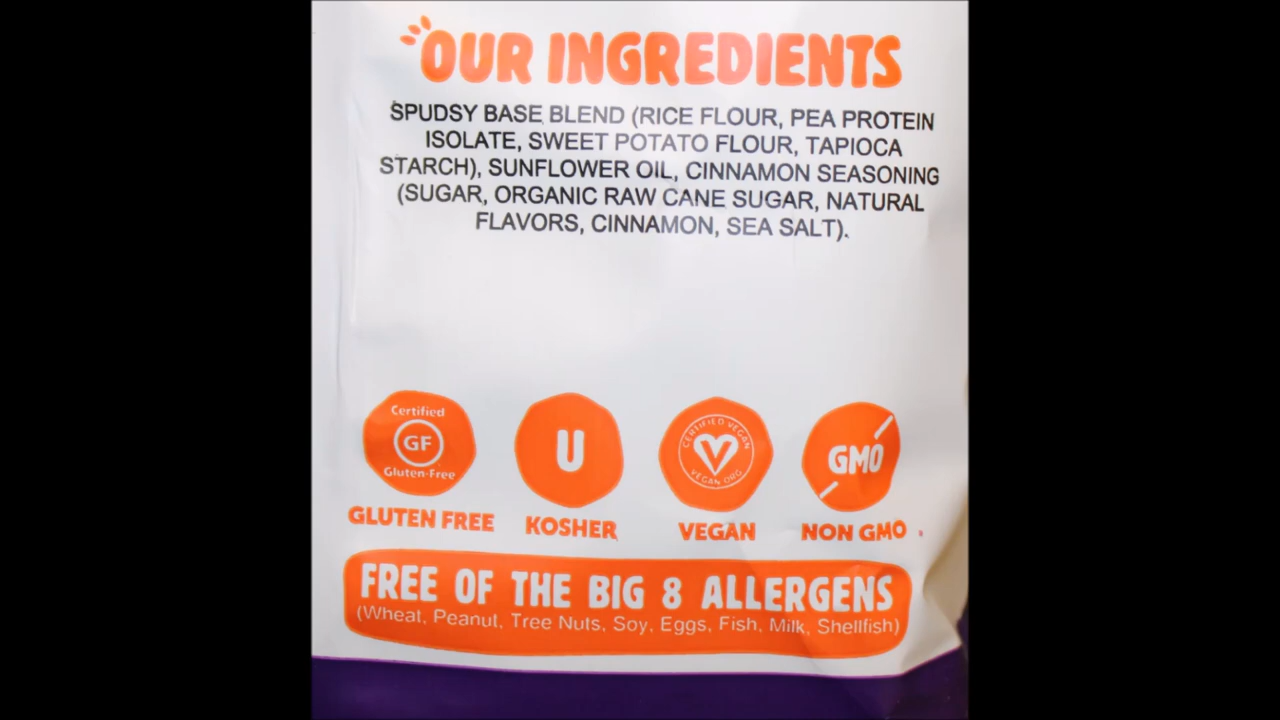 OUR INGREDIENTS
SPUDSY BASE BLEND (RICE FLOUR, PEA PROTEIN
ISOLATE, SWEET POTATO FLOUR, TAPIOCA
STARCH), SUNFLOWER OIL, CINNAMON SEASONING
(SUGAR, ORGANIC RAW CANE SUGAR, NATURAL
FLAVORS, CINNAMON, SEA SALT).
Certified
GF
Gluten-Free
GLUTEN FREE
U
KOSHER
CERTIFIED VEGAN
V
VEGAN.ORG
VEGAN
GMO
NON GMO
FREE OF THE BIG 8 ALLERGENS
(Wheat, Peanut, Tree Nuts, Soy, Eggs, Fish, Milk, Shellfish)